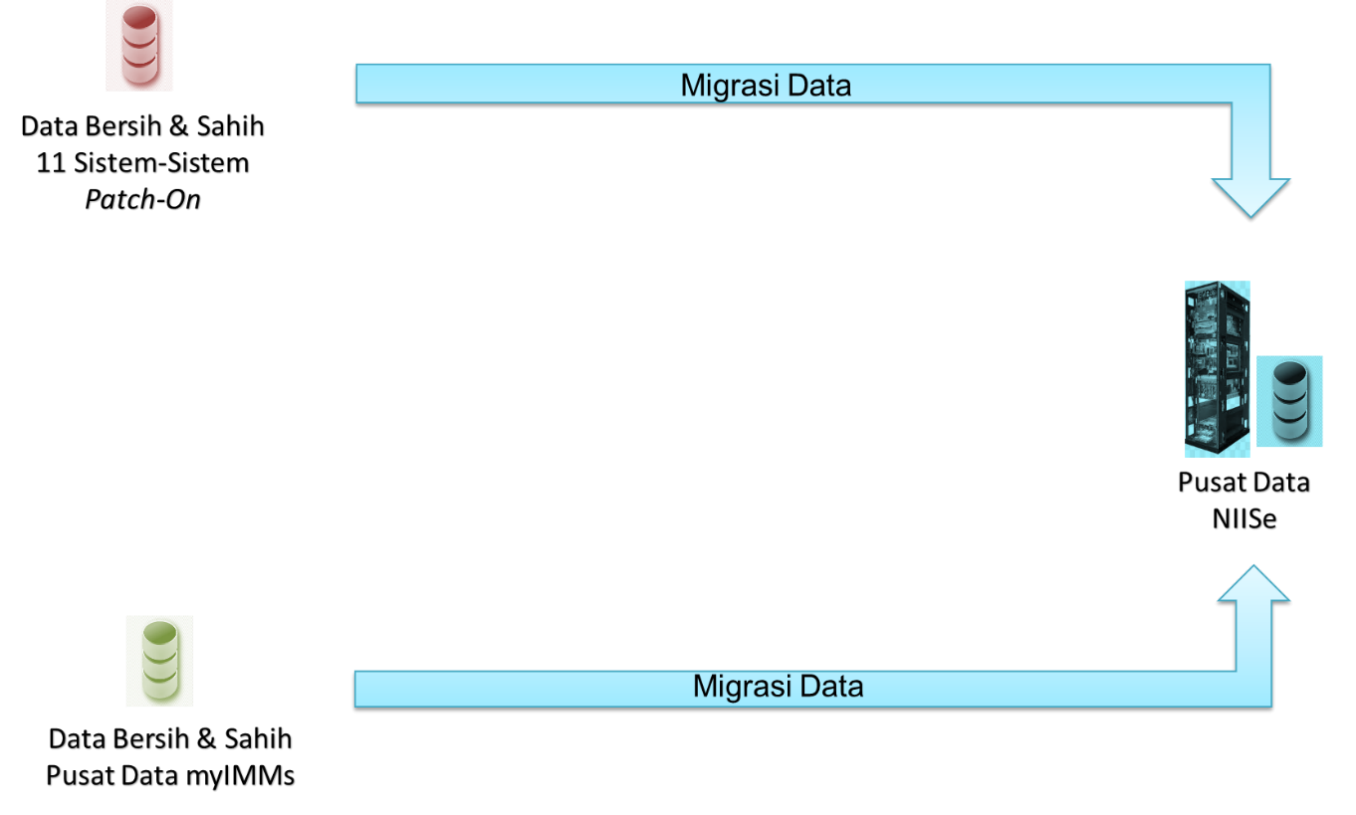 Migrasi Data
Data Bersih & Sahih
11 Sistem-Sistem
Patch-On
Pusat Data
NIISe
Migrasi Data
Data Bersih & Sahih
Pusat Data myIMMs